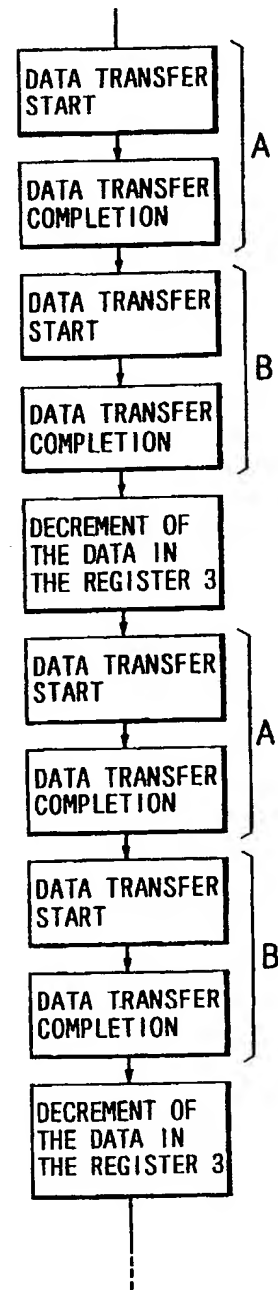 DATA TRANSFER
START
A
DATA TRANSFER
COMPLETION
DATA TRANSFER
START
B
DATA TRANSFER
COMPLETION
DECREMENT OF
THE DATA IN
THE REGISTER 3
DATA TRANSFER
START
A
DATA TRANSFER
COMPLETION
DATA TRANSFER
START
B
DATA TRANSFER
COMPLETION
DECREMENT OF
THE DATA IN
THE REGISTER 3